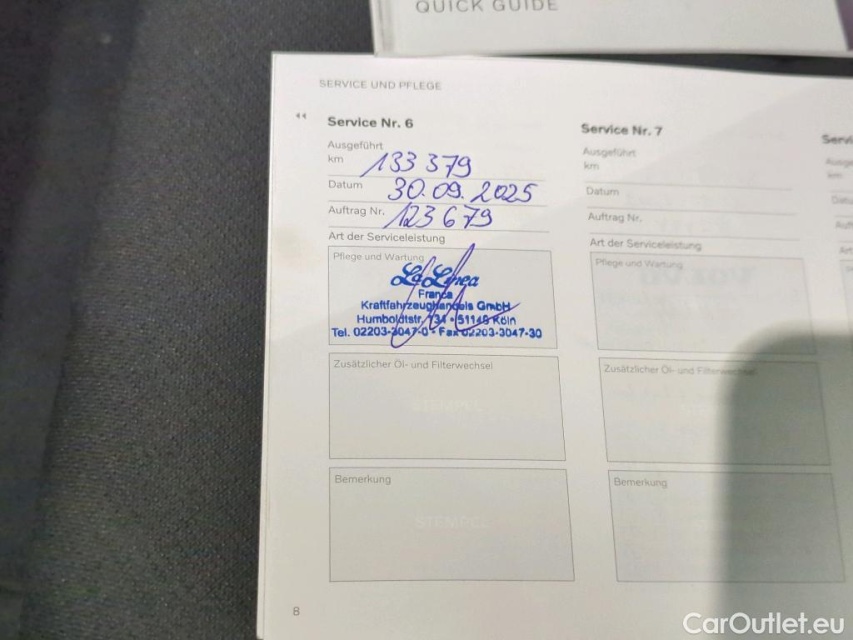 QUICK GUIDE
SERVICE UND PFLEGE
Service Nr. 6
Ausgeführt
km 133 379
Datum 30.09.2025
Auftrag Nr. 123679
Art der Serviceleistung
Pflege und Wartung
La Linea
Franca
Kraftfahrzeughandels GmbH
Humboldtstr. 134 • 51149 Köln
Tel. 02203-3047-0 • Fax 02203-3047-30
Zusätzlicher Öl- und Filterwechsel
STEMPEL
Bemerkung
STEMPEL
8
Service Nr. 7
Ausgeführt
km
Datum
Auftrag Nr.
Art der Serviceleistung
Pflege und Wartung
Zusätzlicher Öl- und Filterwechsel
Bemerkung
CarOutlet.eu